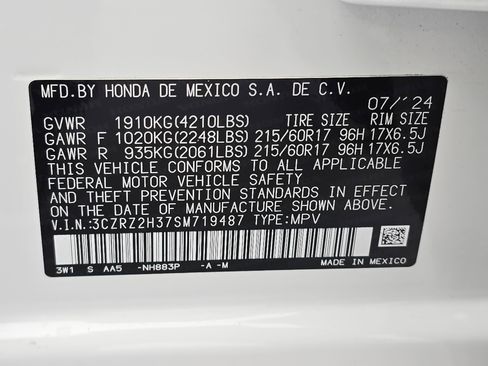 MFD.BY HONDA DE MEXICO S.A. DE C.V.
07/'24
GVWR 1910KG(4210LBS) TIRE SIZE RIM SIZE
GAWR F 1020KG(2248LBS) 215/60R17 96H 17X6.5J
GAWR R 935KG(2061LBS) 215/60R17 96H 17X6.5J
THIS VEHICLE CONFORMS TO ALL APPLICABLE
FEDERAL MOTOR VEHICLE SAFETY
AND THEFT PREVENTION STANDARDS IN EFFECT
ON THE DATE OF MANUFACTURE SHOWN ABOVE.
V.I.N.:3CZRZ2H37SM719487 TYPE:MPV
3W1 S AA5 -NH883P -A -M MADE IN MEXICO